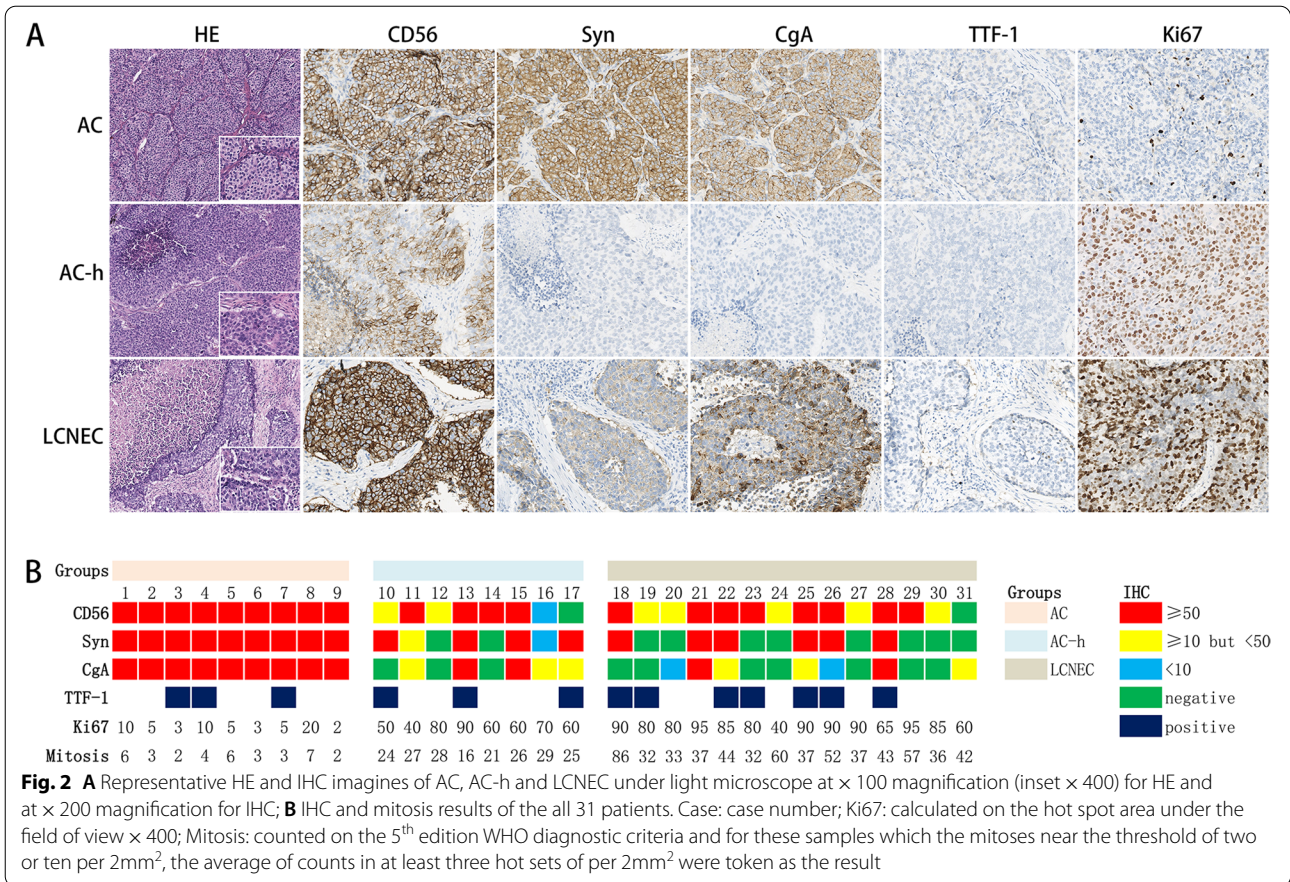 A
HE CD56 Syn CgA TTF-1 Ki67
AC
AC-h
LCNEC
B
Groups
1 2 3 4 5 6 7 8 9 10 11 12 13 14 15 16 17 18 19 20 21 22 23 24 25 26 27 28 29 30 31
CD56
Syn
CgA
TTF-1
Ki67 10 5 3 10 5 3 5 20 2 50 40 80 90 60 60 70 60 90 80 80 95 85 80 40 90 90 90 65 95 85 60
Mitosis 6 3 2 4 6 3 3 7 2 24 27 28 16 21 26 29 25 86 32 33 37 44 32 60 37 52 37 43 57 36 42
Groups
AC
AC-h
LCNEC
IHC
≥50
≥10 but <50
<10
negative
positive
Fig. 2 A Representative HE and IHC imagines of AC, AC-h and LCNEC under light microscope at × 100 magnification (inset × 400) for HE and
at × 200 magnification for IHC; B IHC and mitosis results of the all 31 patients. Case: case number; Ki67: calculated on the hot spot area under the
field of view × 400; Mitosis: counted on the 5th edition WHO diagnostic criteria and for these samples which the mitoses near the threshold of two
or ten per 2mm², the average of counts in at least three hot sets of per 2mm² were token as the result